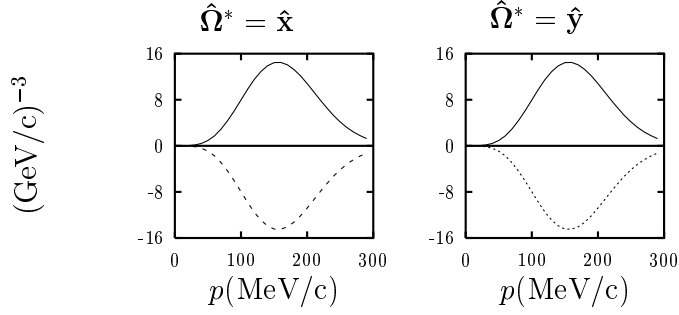 Ω̂* = x̂
Ω̂* = ŷ
(GeV/c)⁻³
16
8
0
-8
-16
0 100 200 300
p(MeV/c)
16
8
0
-8
-16
0 100 200 300
p(MeV/c)